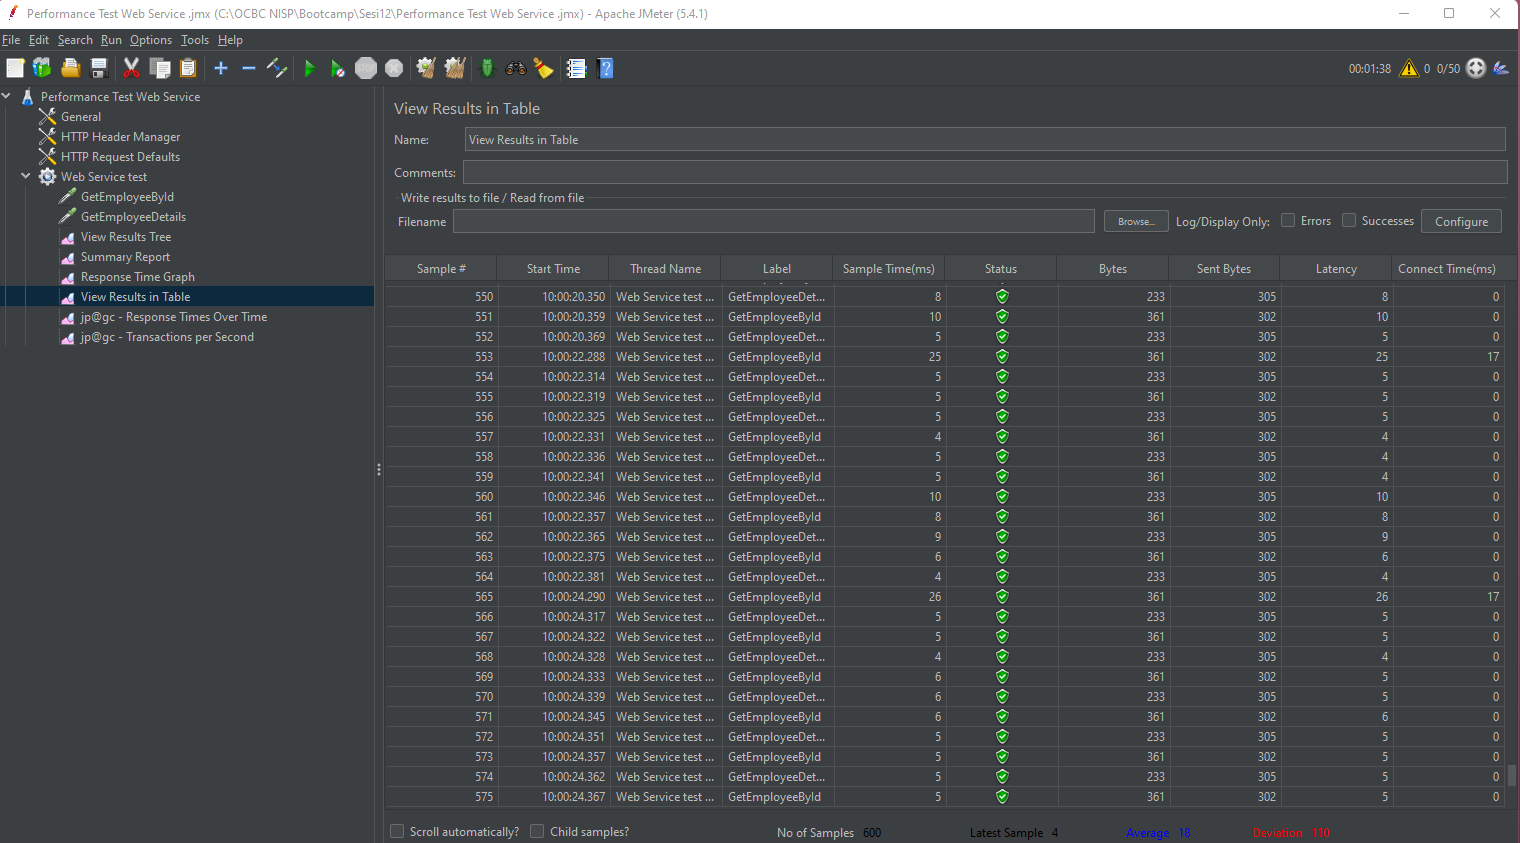 Performance Test Web Service .jmx (C:\OCBC NISP\Bootcamp\Sesi12\Performance Test Web Service .jmx) - Apache JMeter (5.4.1)
File Edit Search Run Options Tools Help
STOP 00:01:38 0 0/50
Performance Test Web Service
General
HTTP Header Manager
HTTP Request Defaults
Web Service test
GetEmployeeById
GetEmployeeDetails
View Results Tree
Summary Report
Response Time Graph
View Results in Table
jp@gc - Response Times Over Time
jp@gc - Transactions per Second
View Results in Table
Name: View Results in Table
Comments:
Write results to file / Read from file
Filename Browse... Log/Display Only: Errors Successes Configure
Sample # Start Time Thread Name Label Sample Time(ms) Status Bytes Sent Bytes Latency Connect Time(ms)
550 10:00:20.350 Web Service test ... GetEmployeeDet... 8 233 305 8 0
551 10:00:20.359 Web Service test ... GetEmployeeById 10 361 302 10 0
552 10:00:20.369 Web Service test ... GetEmployeeDet... 5 233 305 5 0
553 10:00:22.288 Web Service test ... GetEmployeeById 25 361 302 25 17
554 10:00:22.314 Web Service test ... GetEmployeeDet... 5 233 305 5 0
555 10:00:22.319 Web Service test ... GetEmployeeById 5 361 302 5 0
556 10:00:22.325 Web Service test ... GetEmployeeDet... 5 233 305 5 0
557 10:00:22.331 Web Service test ... GetEmployeeById 4 361 302 4 0
558 10:00:22.336 Web Service test ... GetEmployeeDet... 5 233 305 4 0
559 10:00:22.341 Web Service test ... GetEmployeeById 5 361 302 4 0
560 10:00:22.346 Web Service test ... GetEmployeeDet... 10 233 305 10 0
561 10:00:22.357 Web Service test ... GetEmployeeById 8 361 302 8 0
562 10:00:22.365 Web Service test ... GetEmployeeDet... 9 233 305 9 0
563 10:00:22.375 Web Service test ... GetEmployeeById 6 361 302 6 0
564 10:00:22.381 Web Service test ... GetEmployeeDet... 4 233 305 4 0
565 10:00:24.290 Web Service test ... GetEmployeeById 26 361 302 26 17
566 10:00:24.317 Web Service test ... GetEmployeeDet... 5 233 305 5 0
567 10:00:24.322 Web Service test ... GetEmployeeById 5 361 302 5 0
568 10:00:24.328 Web Service test ... GetEmployeeDet... 4 233 305 4 0
569 10:00:24.333 Web Service test ... GetEmployeeById 6 361 302 5 0
570 10:00:24.339 Web Service test ... GetEmployeeDet... 6 233 305 5 0
571 10:00:24.345 Web Service test ... GetEmployeeById 6 361 302 6 0
572 10:00:24.351 Web Service test ... GetEmployeeDet... 5 233 305 5 0
573 10:00:24.357 Web Service test ... GetEmployeeById 5 361 302 5 0
574 10:00:24.362 Web Service test ... GetEmployeeDet... 5 233 305 5 0
575 10:00:24.367 Web Service test ... GetEmployeeById 5 361 302 5 0
Scroll automatically? Child samples? No of Samples 600 Latest Sample 4 Average 18 Deviation 110